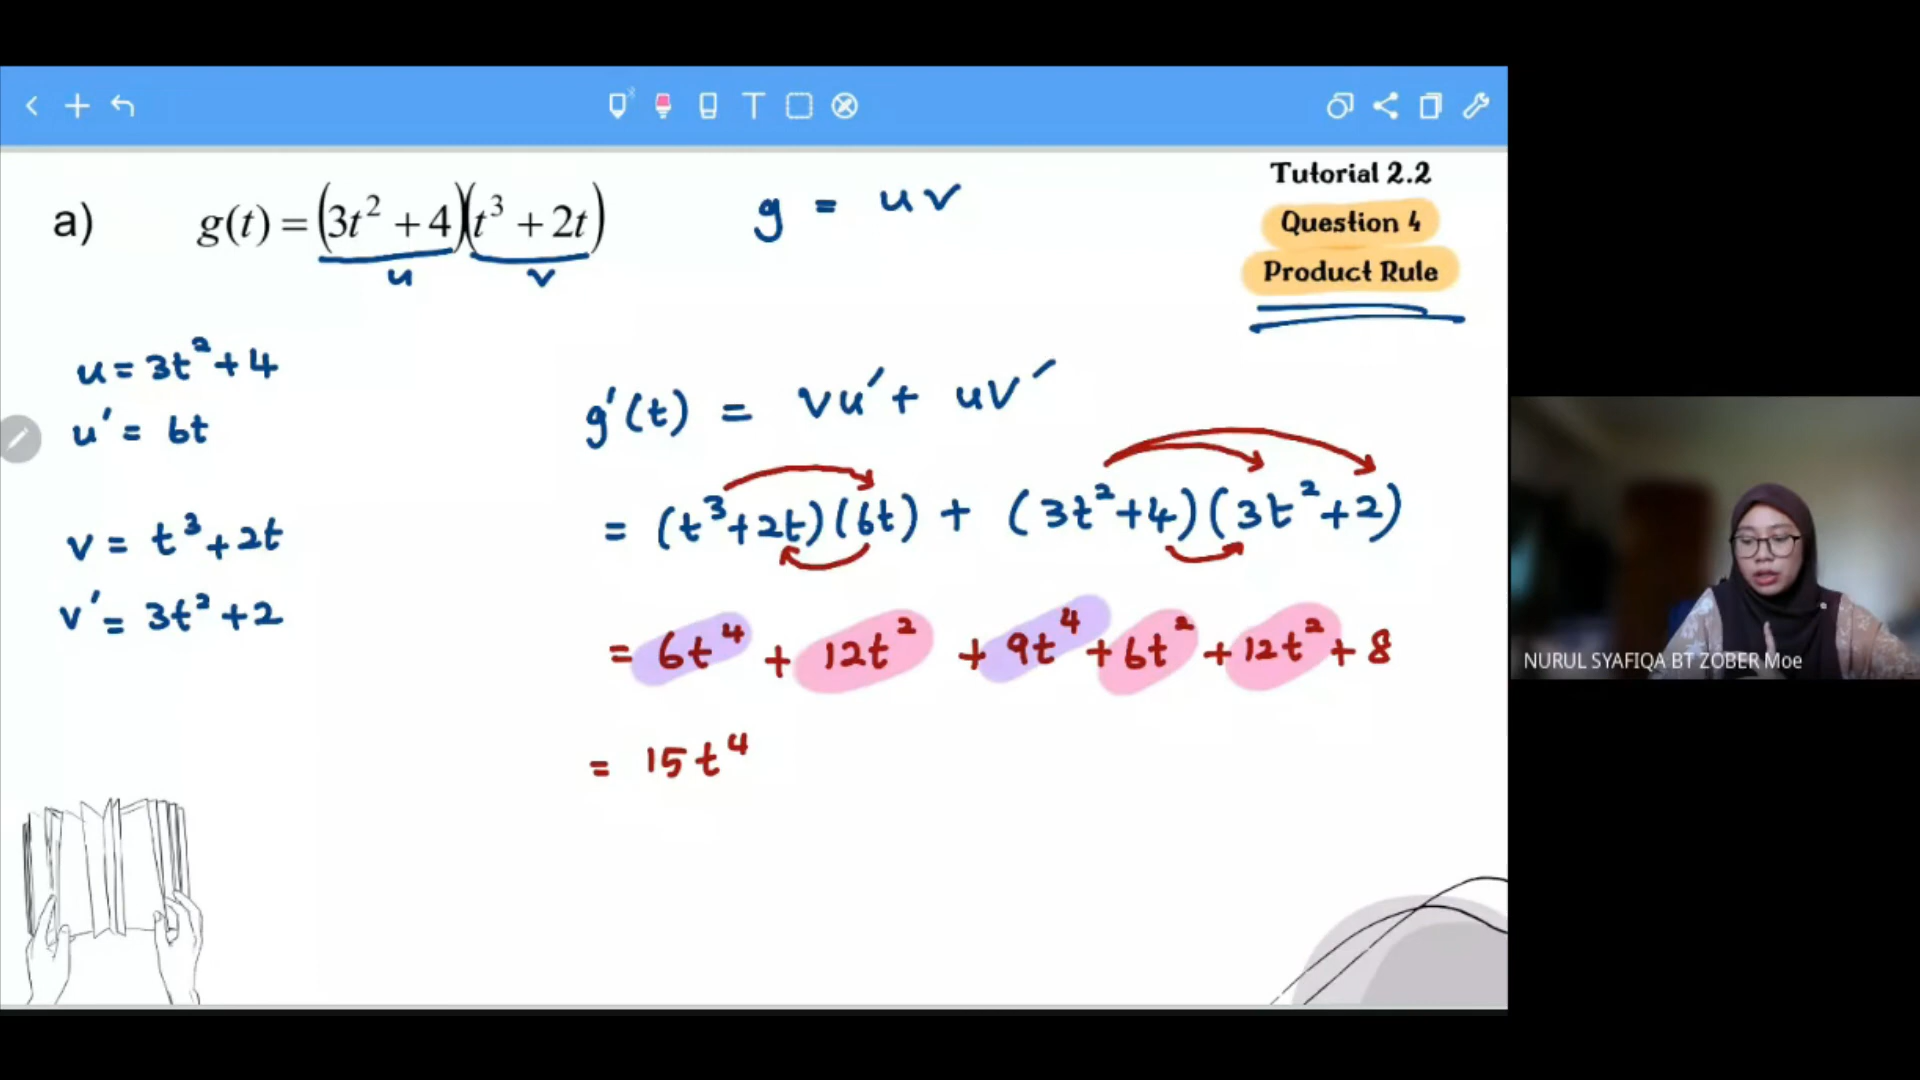 Tutorial 2.2
Question 4
Product Rule
a) g(t) = (3t² + 4)(t³ + 2t)
u v
g = uv
u = 3t² + 4
u' = 6t
v = t³ + 2t
v' = 3t² + 2
g'(t) = vu' + uv'
= (t³ + 2t)(6t) + (3t² + 4)(3t² + 2)
= 6t⁴ + 12t² + 9t⁴ + 6t² + 12t² + 8
= 15t⁴
NURUL SYAFIQA BT ZOBER Moe